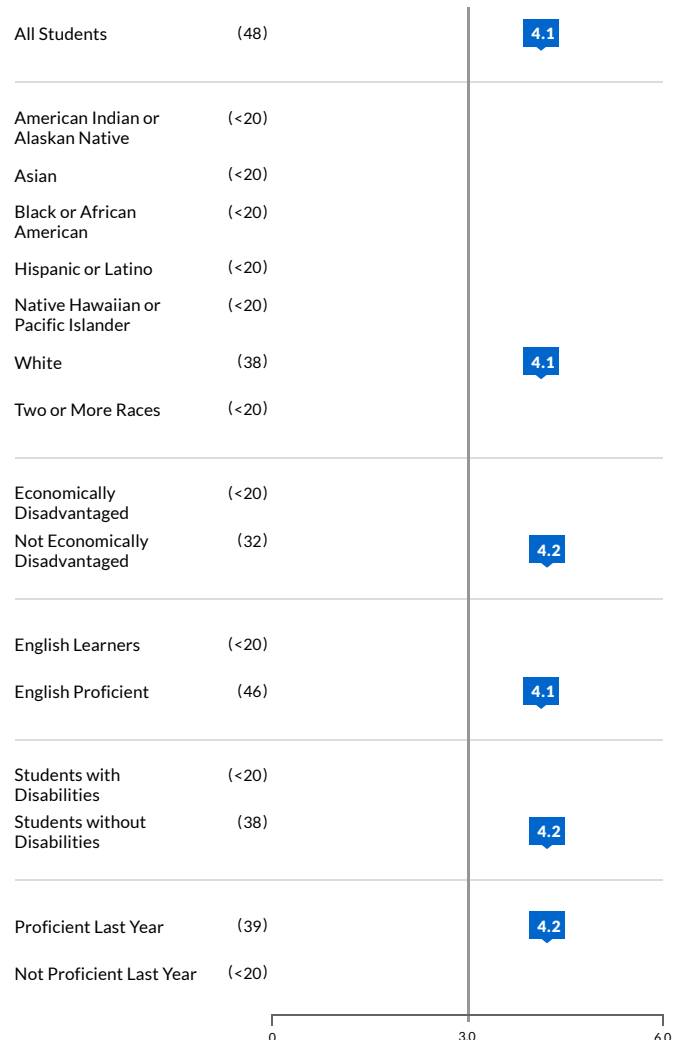 All Students (48) 4.1
American Indian or (<20)
Alaskan Native
Asian (<20)
Black or African (<20)
American
Hispanic or Latino (<20)
Native Hawaiian or (<20)
Pacific Islander
White (38) 4.1
Two or More Races (<20)
Economically (<20)
Disadvantaged
Not Economically (32) 4.2
Disadvantaged
English Learners (<20)
English Proficient (46) 4.1
Students with (<20)
Disabilities
Students without (38) 4.2
Disabilities
Proficient Last Year (39) 4.2
Not Proficient Last Year (<20)
0 3.0 6.0